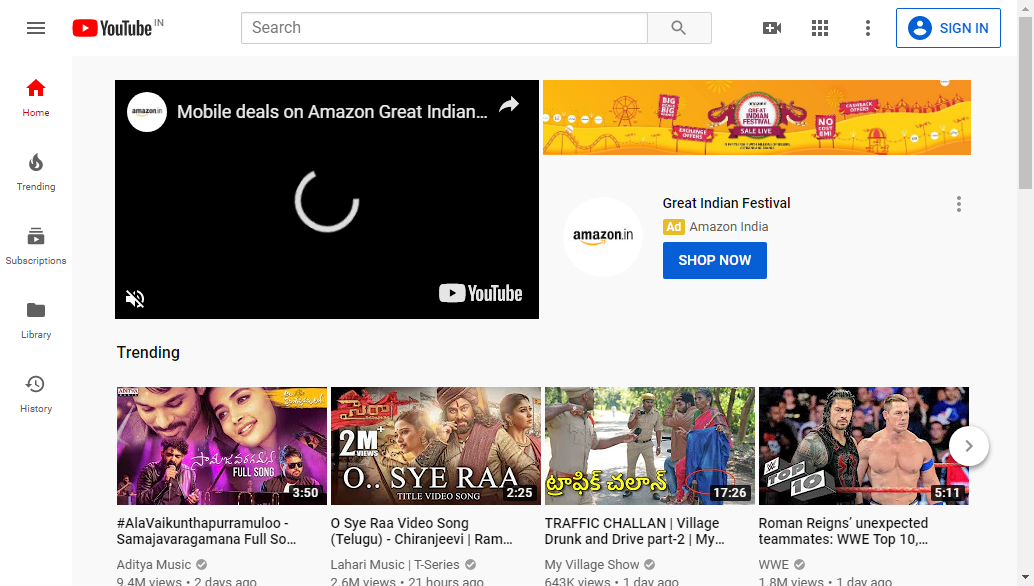 YouTube IN
Search
SIGN IN
Home
Trending
Subscriptions
Library
History
amazon.in
Mobile deals on Amazon Great Indian...
YouTube
BIG
EXCHANGE
OFFERS
amazon
GREAT
INDIAN
FESTIVAL
SALE LIVE
NO
COST
EMI
CASHBACK
OFFERS
amazon.in
Great Indian Festival
Ad Amazon India
SHOP NOW
Trending
ADITYA
FULL SONG
3:50
#AlaVaikunthapurramuloo -
Samajavaragamana Full So...
Aditya Music
9.4M views • 2 days ago
సైరా
2M+
VIEWS
O.. SYE RAA
TITLE VIDEO SONG
2:25
O Sye Raa Video Song
(Telugu) - Chiranjeevi | Ram...
Lahari Music | T-Series
2.6M views • 21 hours ago
ట్రాఫిక్ చలాన్
17:26
TRAFFIC CHALLAN | Village
Drunk and Drive part-2 | My...
My Village Show
643K views • 1 day ago
TOP
10
5:11
Roman Reigns’ unexpected
teammates: WWE Top 10,...
WWE
1.8M views • 1 day ago